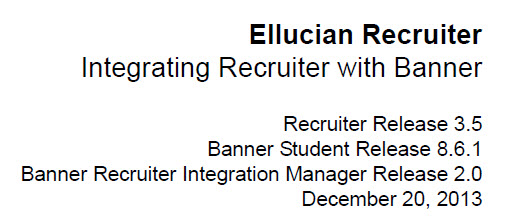 Ellucian Recruiter
Integrating Recruiter with Banner
Recruiter Release 3.5
Banner Student Release 8.6.1
Banner Recruiter Integration Manager Release 2.0
December 20, 2013